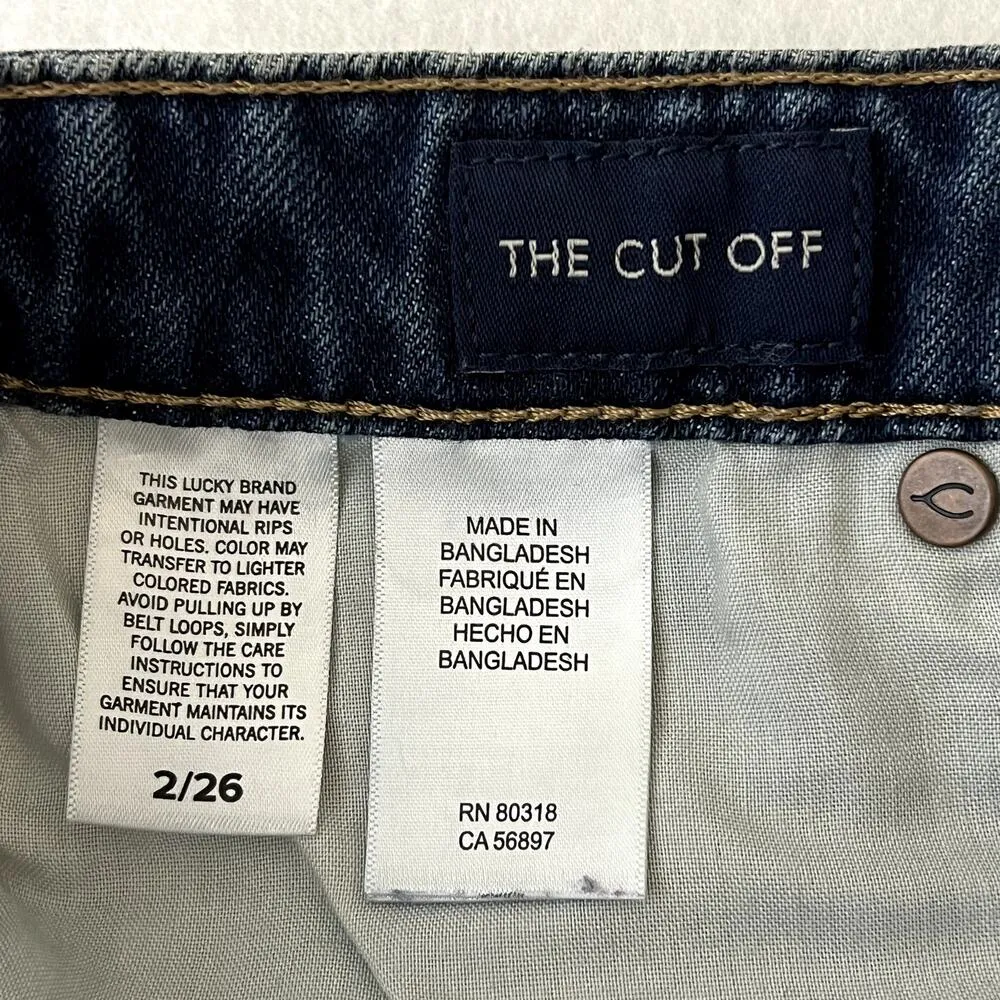 THE CUT OFF
THIS LUCKY BRAND
GARMENT MAY HAVE
INTENTIONAL RIPS
OR HOLES. COLOR MAY
TRANSFER TO LIGHTER
COLORED FABRICS.
AVOID PULLING UP BY
BELT LOOPS, SIMPLY
FOLLOW THE CARE
INSTRUCTIONS TO
ENSURE THAT YOUR
GARMENT MAINTAINS ITS
INDIVIDUAL CHARACTER.
2/26
MADE IN
BANGLADESH
FABRIQUÉ EN
BANGLADESH
HECHO EN
BANGLADESH
RN 80318
CA 56897